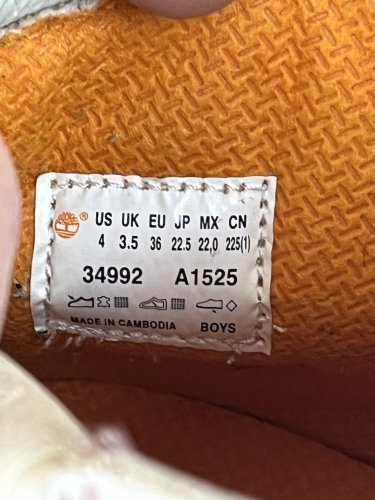 ® US UK EU JP MX CN
4 3.5 36 22.5 22,0 225(1)
34992 A1525
MADE IN CAMBODIA BOYS